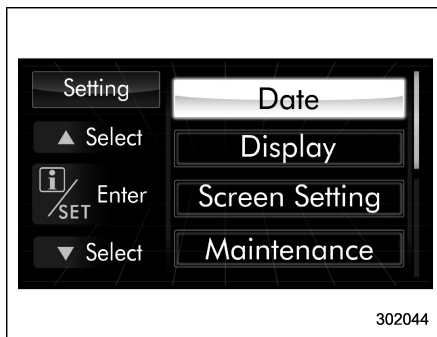 Setting
▲ Select
i/SET Enter
▼ Select
Date
Display
Screen Setting
Maintenance
302044